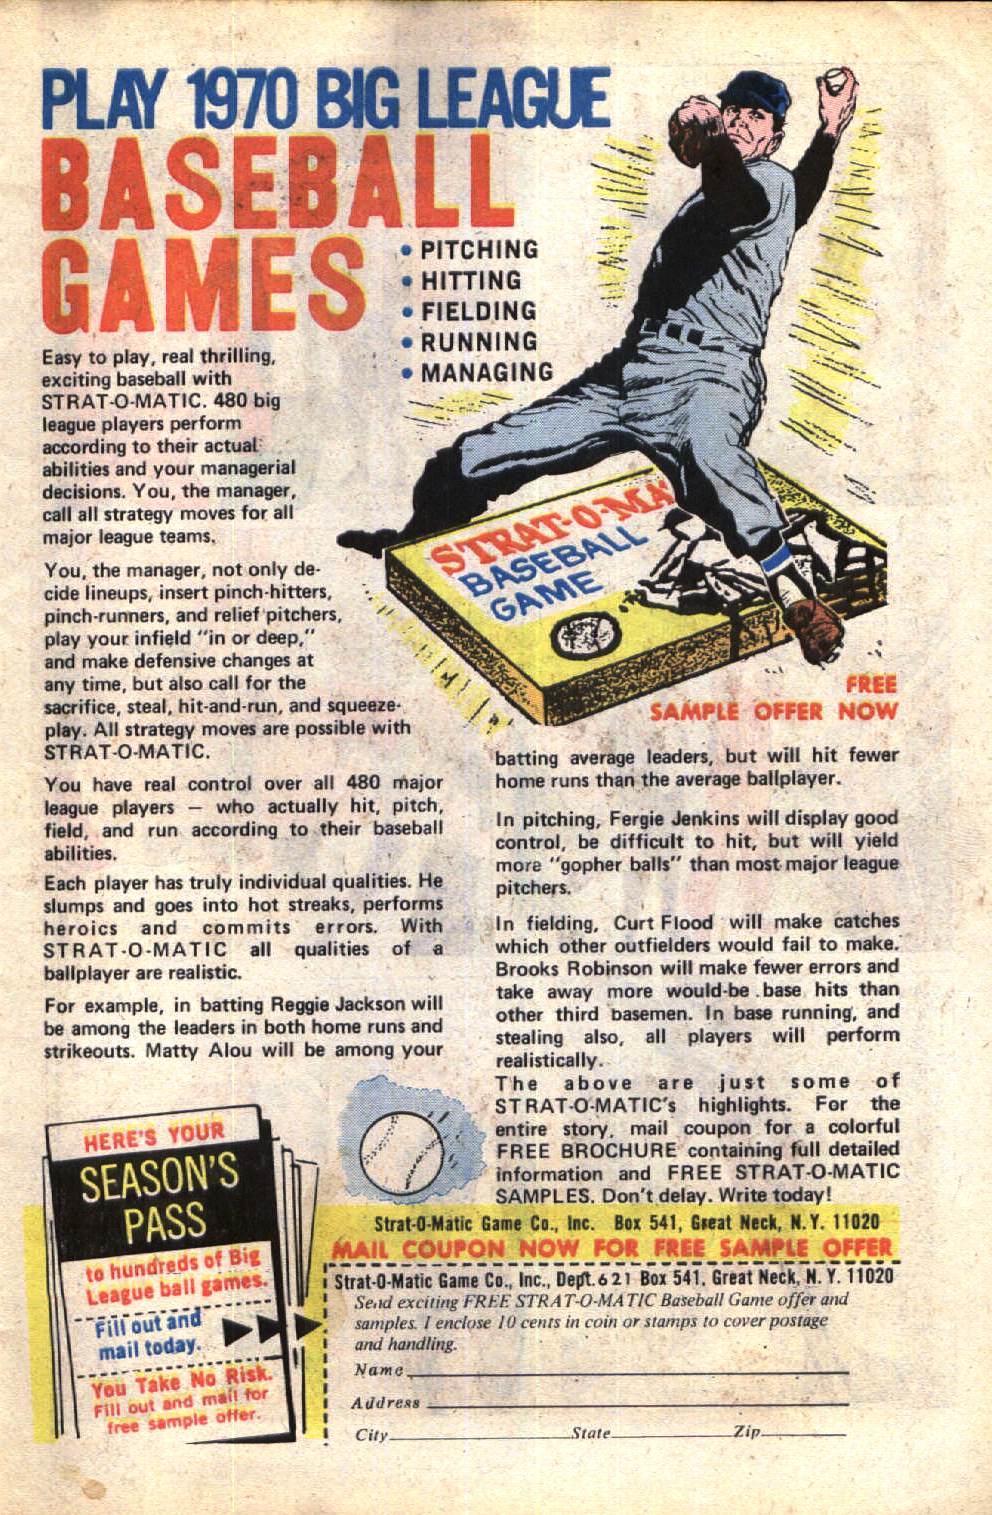 PLAY 1970 BIG LEAGUE
BASEBALL
GAMES
• PITCHING
• HITTING
• FIELDING
• RUNNING
• MANAGING
Easy to play, real thrilling,
exciting baseball with
STRAT-O-MATIC. 480 big
league players perform
according to their actual
abilities and your managerial
decisions. You, the manager,
call all strategy moves for all
major league teams.
You, the manager, not only de-
cide lineups, insert pinch-hitters,
pinch-runners, and relief pitchers,
play your infield "in or deep,"
and make defensive changes at
any time, but also call for the
sacrifice, steal, hit-and-run, and squeeze-
play. All strategy moves are possible with
STRAT-O-MATIC.
You have real control over all 480 major
league players — who actually hit, pitch,
field, and run according to their baseball
abilities.
Each player has truly individual qualities. He
slumps and goes into hot streaks, performs
heroics and commits errors. With
STRAT-O-MATIC all qualities of a
ballplayer are realistic.
For example, in batting Reggie Jackson will
be among the leaders in both home runs and
strikeouts. Matty Alou will be among your
STRAT-O-MA
BASEBALL
GAME
FREE
SAMPLE OFFER NOW
batting average leaders, but will hit fewer
home runs than the average ballplayer.
In pitching, Fergie Jenkins will display good
control, be difficult to hit, but will yield
more "gopher balls" than most major league
pitchers.
In fielding, Curt Flood will make catches
which other outfielders would fail to make.
Brooks Robinson will make fewer errors and
take away more would-be base hits than
other third basemen. In base running, and
stealing also, all players will perform
realistically.
The above are just some of
STRAT-O-MATIC's highlights. For the
entire story, mail coupon for a colorful
FREE BROCHURE containing full detailed
information and FREE STRAT-O-MATIC
SAMPLES. Don't delay. Write today!
Strat-O-Matic Game Co., Inc. Box 541, Great Neck, N.Y. 11020
MAIL COUPON NOW FOR FREE SAMPLE OFFER
HERE'S YOUR
SEASON'S
PASS
to hundreds of Big
League ball games.
Fill out and
mail today.
You Take No Risk.
Fill out and mail for
free sample offer.
Strat-O-Matic Game Co., Inc., Dept. 621 Box 541, Great Neck, N. Y. 11020
Send exciting FREE STRAT-O-MATIC Baseball Game offer and
samples. I enclose 10 cents in coin or stamps to cover postage
and handling.
Name
Address
City State Zip